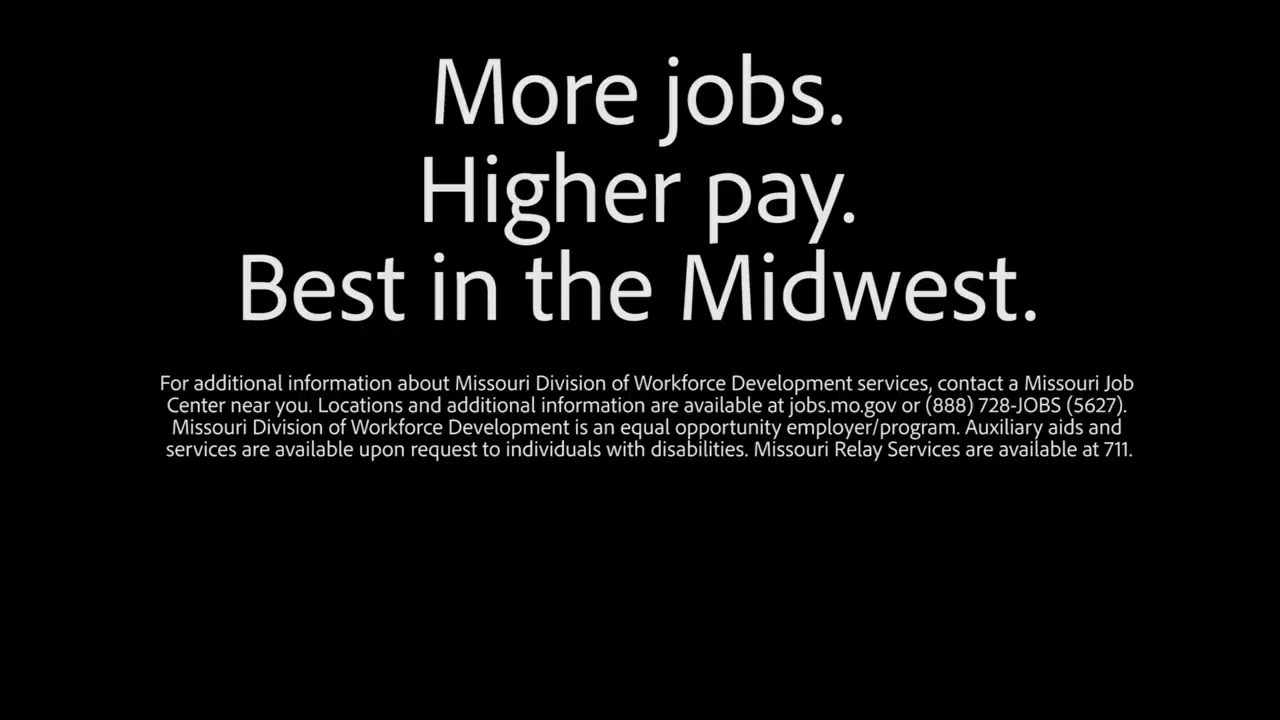 More jobs.
Higher pay.
Best in the Midwest.
For additional information about Missouri Division of Workforce Development services, contact a Missouri Job
Center near you. Locations and additional information are available at jobs.mo.gov or (888) 728-JOBS (5627).
Missouri Division of Workforce Development is an equal opportunity employer/program. Auxiliary aids and
services are available upon request to individuals with disabilities. Missouri Relay Services are available at 711.